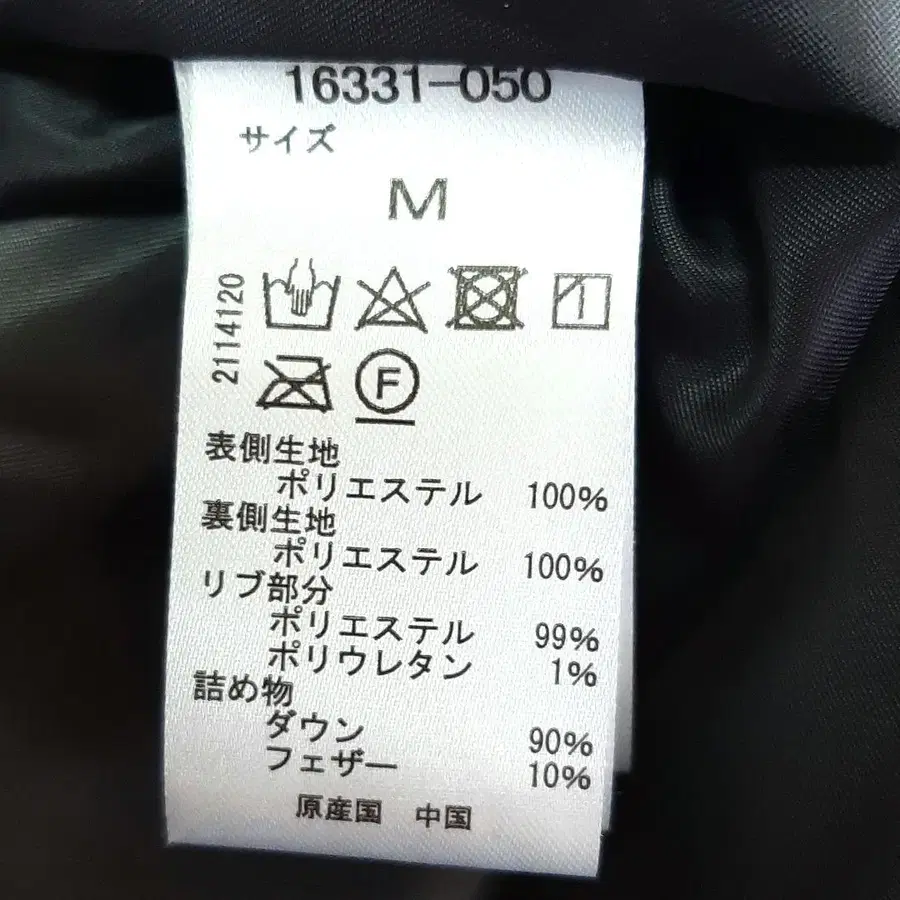 16331-050
サイズ
M
2114120
F
表側生地
ポリエステル 100%
裏側生地
ポリエステル 100%
リブ部分
ポリエステル 99%
ポリウレタン 1%
詰め物
ダウン 90%
フェザー 10%
原産国 中国